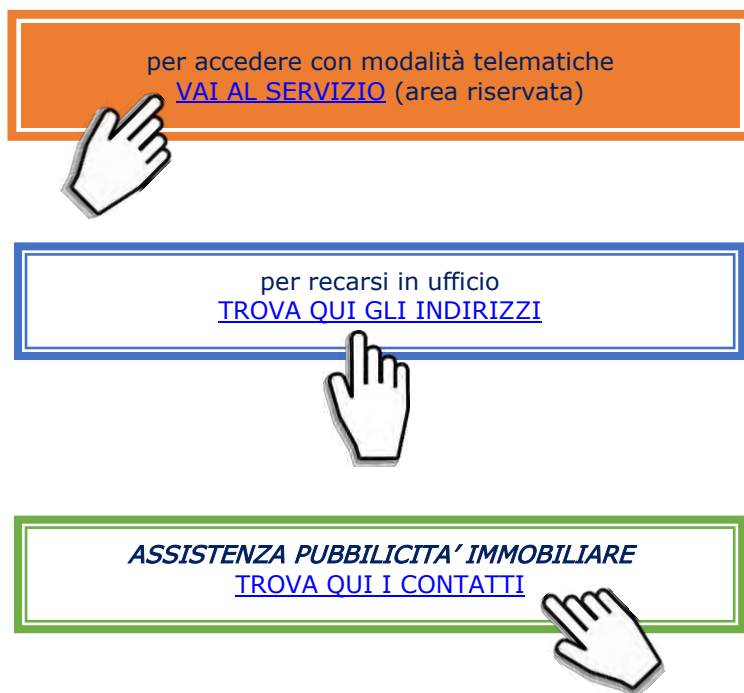 per accedere con modalità telematiche
VAI AL SERVIZIO (area riservata)
per recarsi in ufficio
TROVA QUI GLI INDIRIZZI
ASSISTENZA PUBBILICITA’ IMMOBILIARE
TROVA QUI I CONTATTI